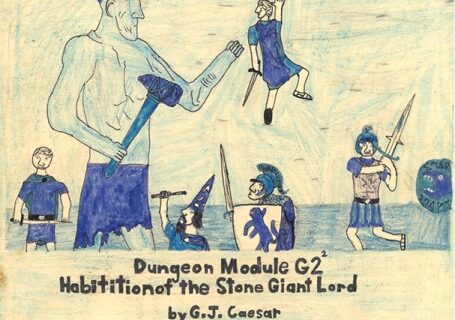 Dungeon Module G2²
Habititionof the Stone Giant Lord
by G.J. Caesar